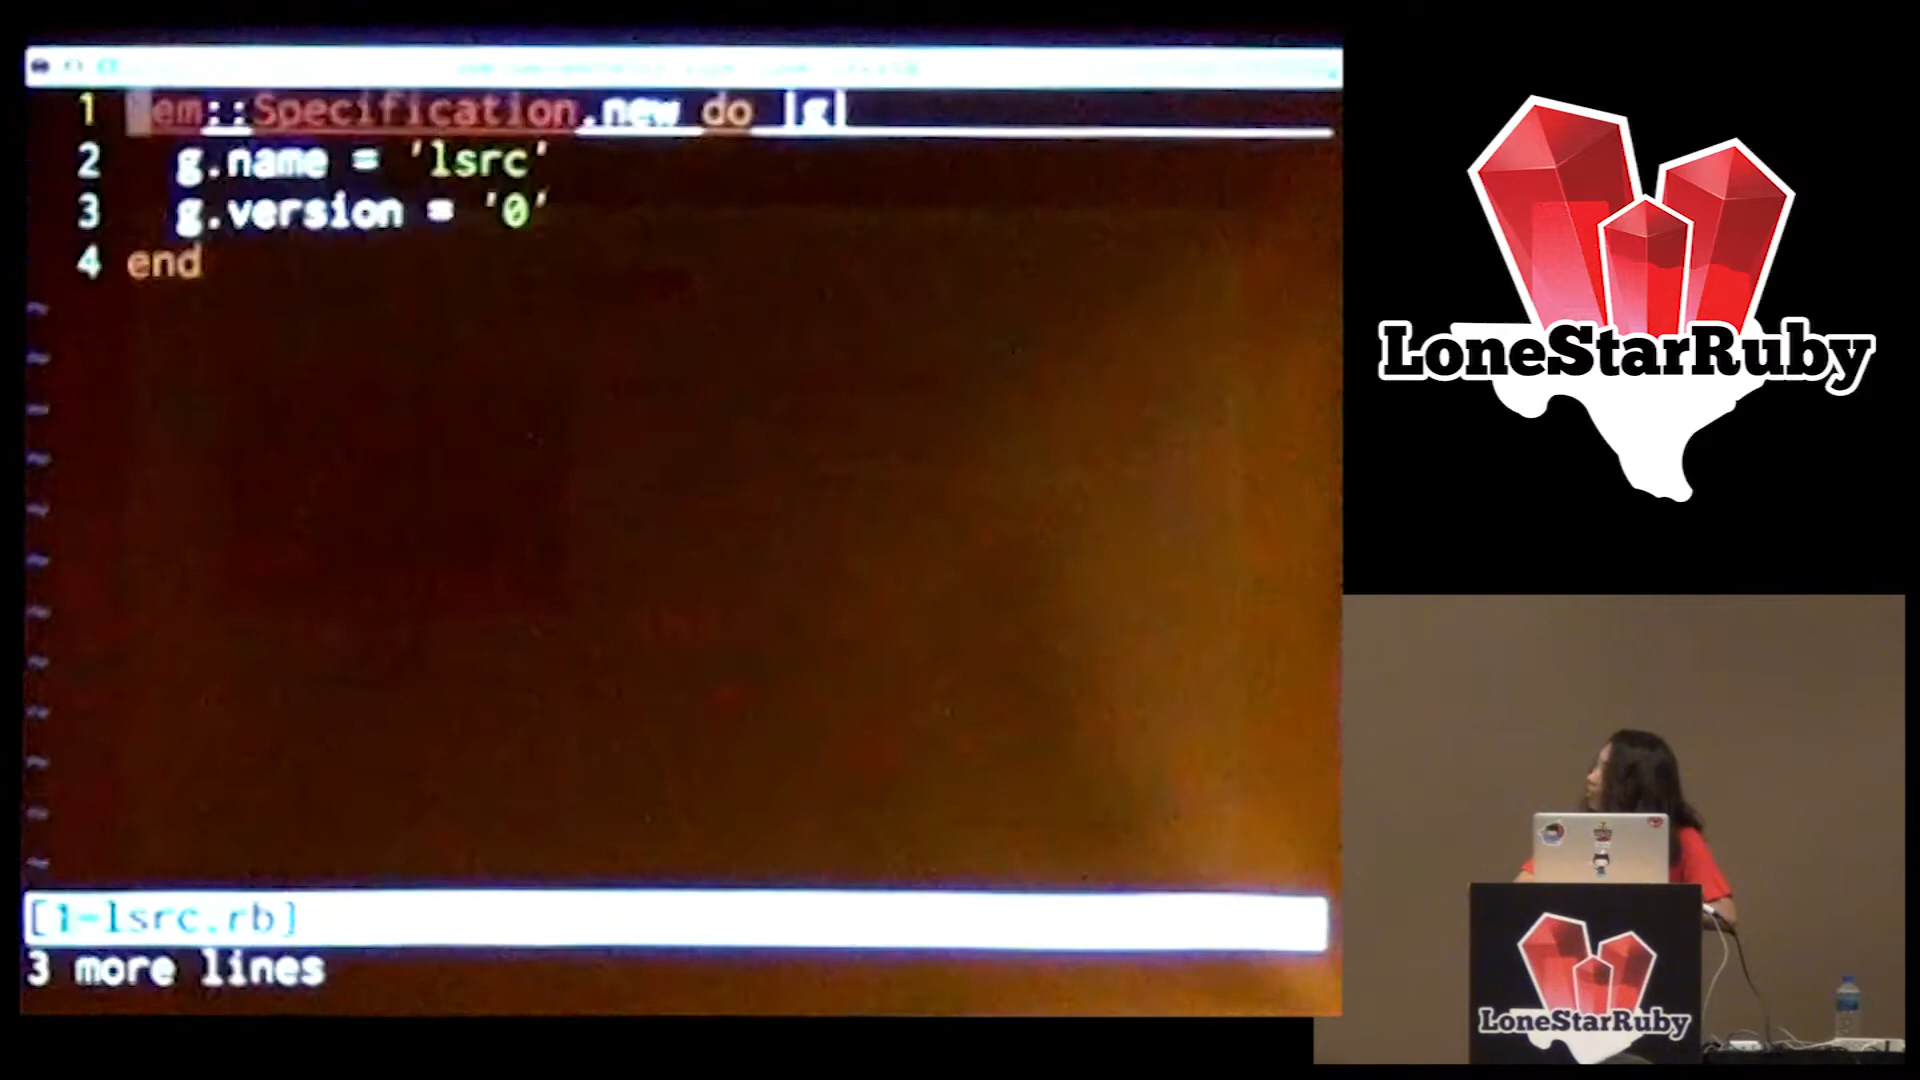 1 em::Specification.new do |g|
2 g.name = 'lsrc'
3 g.version = '0'
4 end
~
~
~
~
~
~
~
~
~
~
~
~
[1-lsrc.rb]
3 more lines
LoneStarRuby
LoneStarRuby